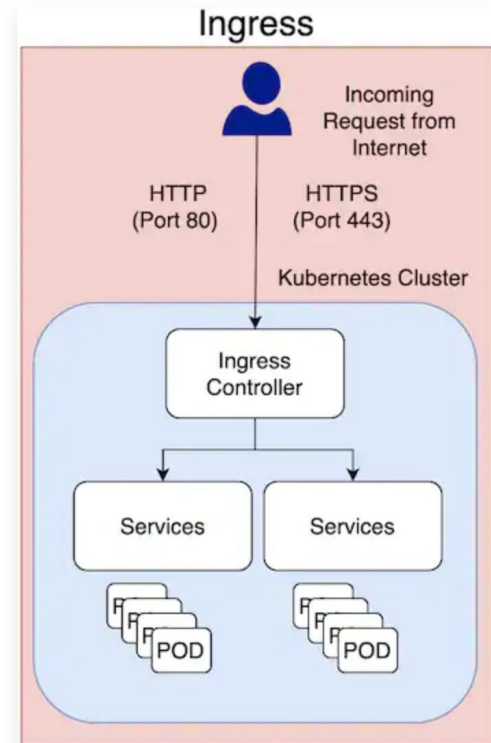 Ingress
Incoming
Request from
Internet
HTTP
(Port 80)
HTTPS
(Port 443)
Kubernetes Cluster
Ingress
Controller
Services
Services
P
P
P
POD
P
P
P
POD